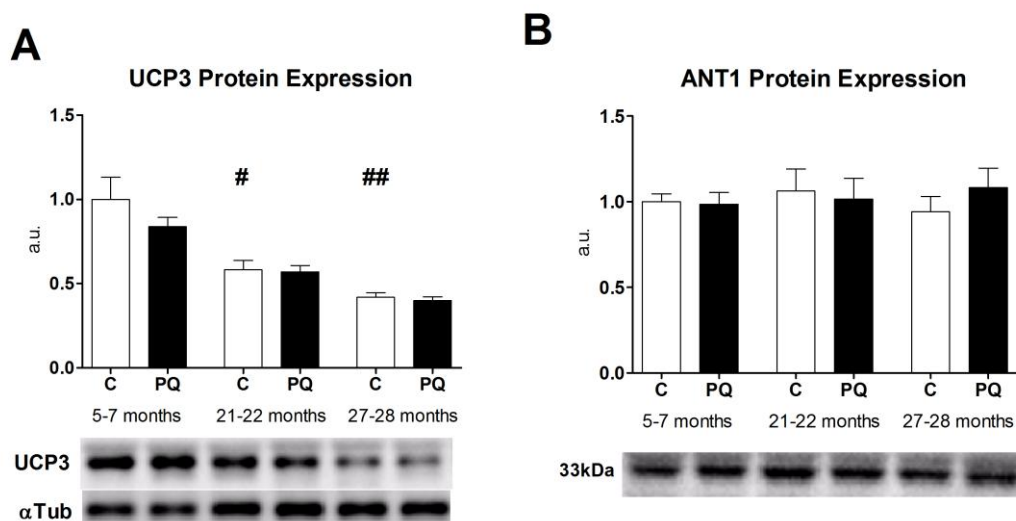 A
UCP3 Protein Expression
1.5
1.0
0.5
0.0
a.u.
#
##
C PQ C PQ C PQ
5-7 months 21-22 months 27-28 months
UCP3
αTub
B
ANT1 Protein Expression
1.5
1.0
0.5
0.0
a.u.
C PQ C PQ C PQ
5-7 months 21-22 months 27-28 months
33kDa